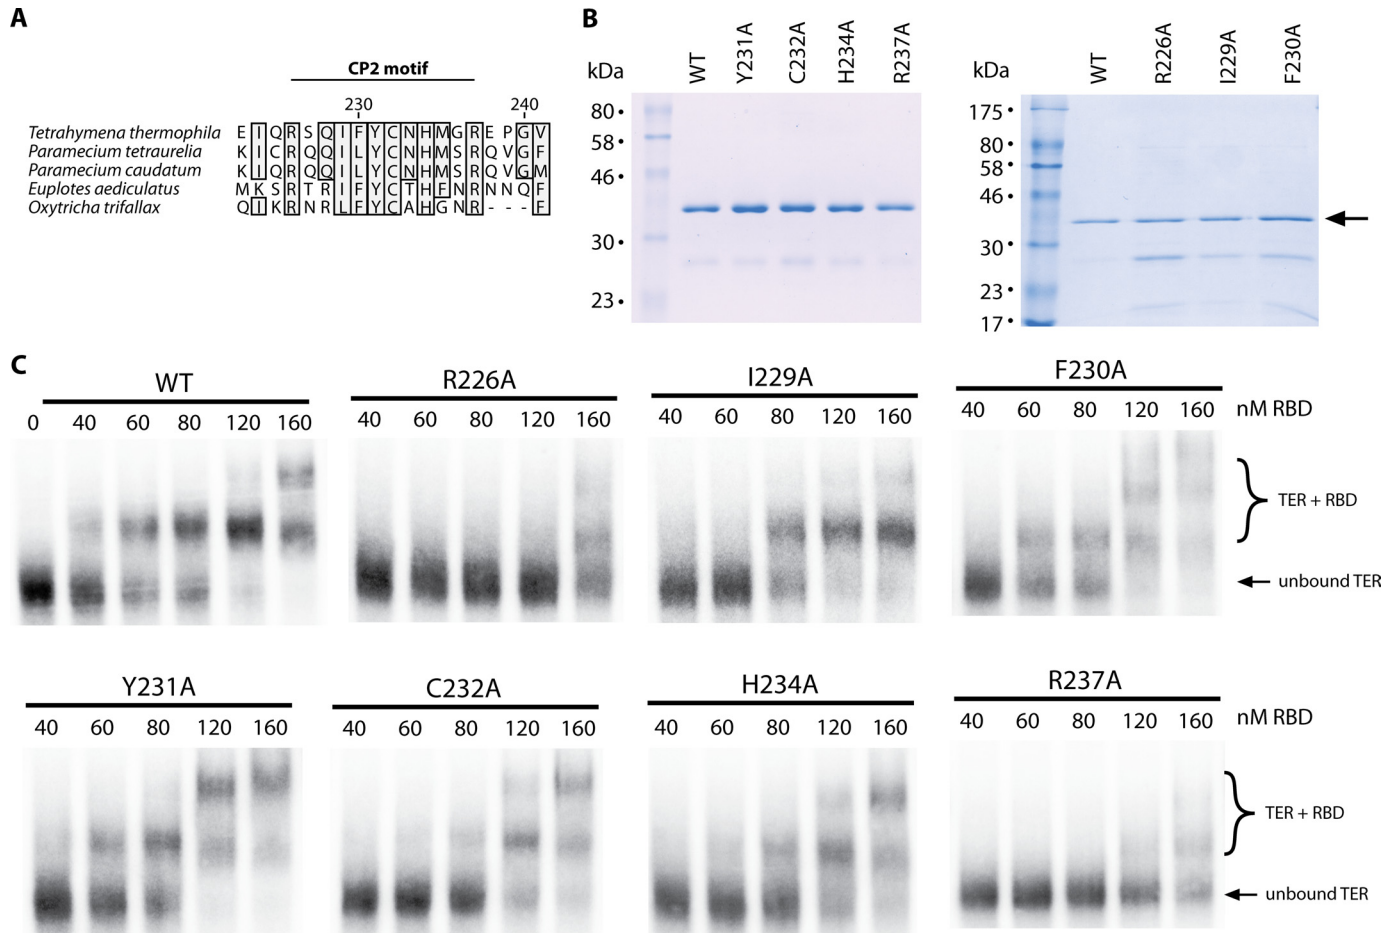 A
CP2 motif
230 240
Tetrahymena thermophila E I Q R S Q I F Y C N H M G R E P G V
Paramecium tetraurelia K I C R Q Q I L Y C N H M S R Q V G F
Paramecium caudatum K I Q R Q Q I L Y C N H M S R Q V G M
Euplotes aediculatus M K S R T R I F Y C T H F N R N N Q F
Oxytricha trifallax Q I K R N R L F Y C A H G N R - - - F
B
kDa WT Y231A C232A H234A R237A
80
58
46
30
23
kDa WT R226A I229A F230A
175
80
58
46
30
23
17
C
WT R226A I229A F230A
0 40 60 80 120 160 40 60 80 120 160 40 60 80 120 160 40 60 80 120 160 nM RBD
TER + RBD
unbound TER
Y231A C232A H234A R237A
40 60 80 120 160 40 60 80 120 160 40 60 80 120 160 40 60 80 120 160 nM RBD
TER + RBD
unbound TER